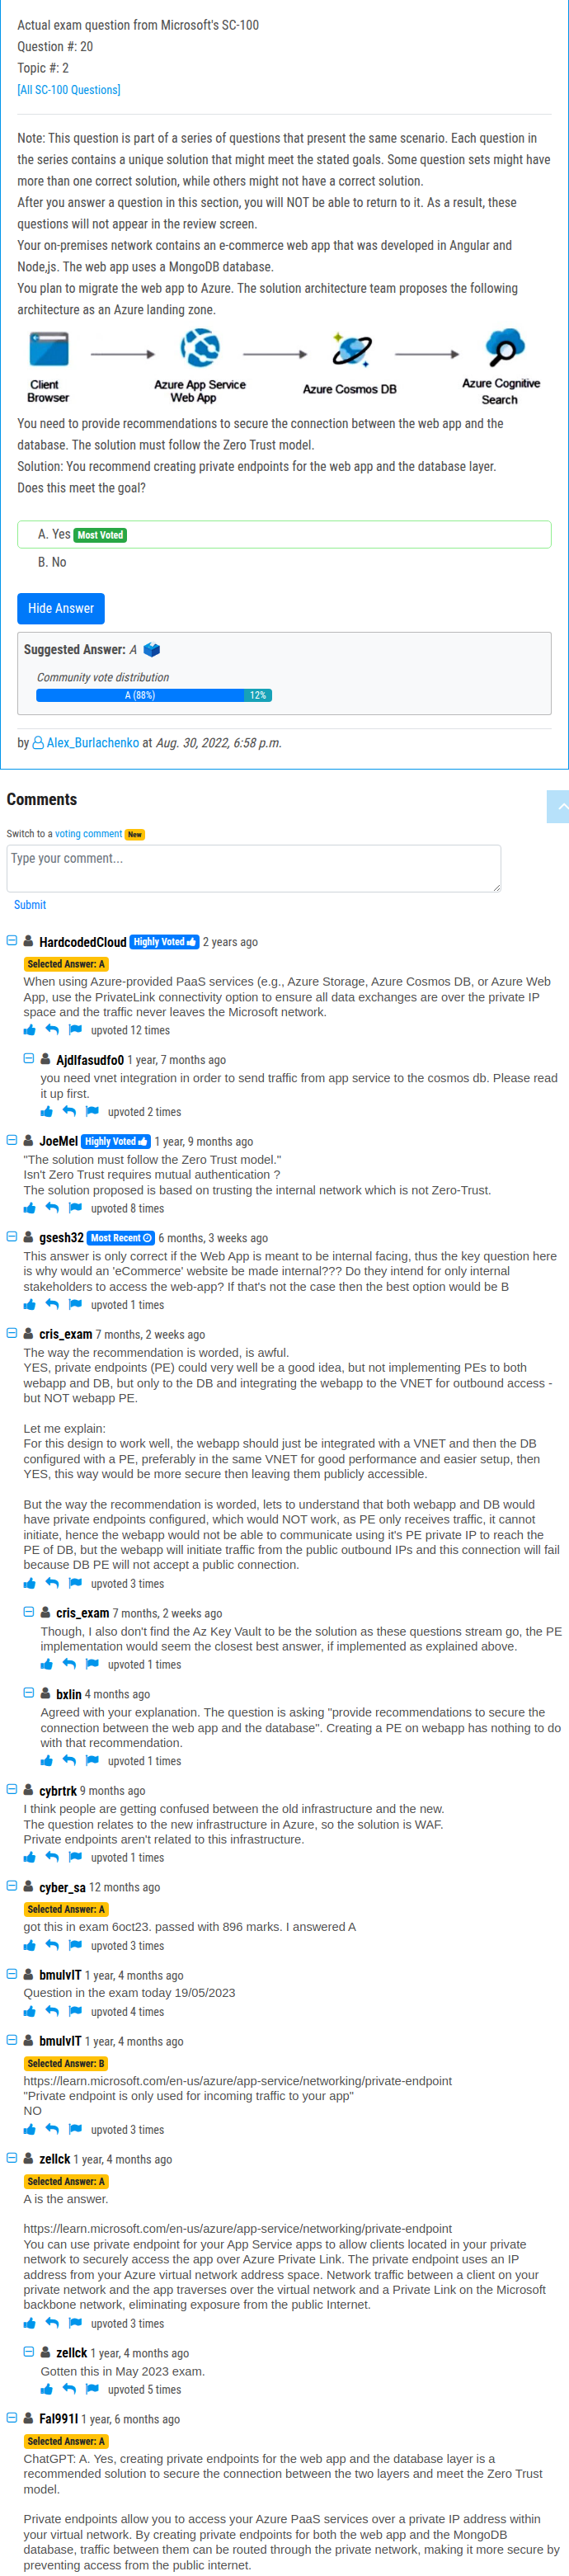 Actual exam question from Microsoft's SC-100
Question #: 20
Topic #: 2
[All SC-100 Questions]
Note: This question is part of a series of questions that present the same scenario. Each question in
the series contains a unique solution that might meet the stated goals. Some question sets might have
more than one correct solution, while others might not have a correct solution.
After you answer a question in this section, you will NOT be able to return to it. As a result, these
questions will not appear in the review screen.
Your on-premises network contains an e-commerce web app that was developed in Angular and
Node,js. The web app uses a MongoDB database.
You plan to migrate the web app to Azure. The solution architecture team proposes the following
architecture as an Azure landing zone.
Client Browser
Azure App Service Web App
Azure Cosmos DB
Azure Cognitive Search
You need to provide recommendations to secure the connection between the web app and the
database. The solution must follow the Zero Trust model.
Solution: You recommend creating private endpoints for the web app and the database layer.
Does this meet the goal?
A. Yes Most Voted
B. No
Hide Answer
Suggested Answer: A
Community vote distribution
A (88%) 12%
by Alex_Burlachenko at Aug. 30, 2022, 6:58 p.m.
Comments
Switch to a voting comment New
Type your comment...
Submit
HardcodedCloud Highly Voted 2 years ago
Selected Answer: A
When using Azure-provided PaaS services (e.g., Azure Storage, Azure Cosmos DB, or Azure Web
App, use the PrivateLink connectivity option to ensure all data exchanges are over the private IP
space and the traffic never leaves the Microsoft network.
upvoted 12 times
Ajdlfasudfo0 1 year, 7 months ago
you need vnet integration in order to send traffic from app service to the cosmos db. Please read
it up first.
upvoted 2 times
JoeMel Highly Voted 1 year, 9 months ago
"The solution must follow the Zero Trust model."
Isn't Zero Trust requires mutual authentication ?
The solution proposed is based on trusting the internal network which is not Zero-Trust.
upvoted 8 times
gsesh32 Most Recent 6 months, 3 weeks ago
This answer is only correct if the Web App is meant to be internal facing, thus the key question here
is why would an 'eCommerce' website be made internal??? Do they intend for only internal
stakeholders to access the web-app? If that's not the case then the best option would be B
upvoted 1 times
cris_exam 7 months, 2 weeks ago
The way the recommendation is worded, is awful.
YES, private endpoints (PE) could very well be a good idea, but not implementing PEs to both
webapp and DB, but only to the DB and integrating the webapp to the VNET for outbound access -
but NOT webapp PE.
Let me explain:
For this design to work well, the webapp should just be integrated with a VNET and then the DB
configured with a PE, preferably in the same VNET for good performance and easier setup, then
YES, this way would be more secure then leaving them publicly accessible.
But the way the recommendation is worded, lets to understand that both webapp and DB would
have private endpoints configured, which would NOT work, as PE only receives traffic, it cannot
initiate, hence the webapp would not be able to communicate using it's PE private IP to reach the
PE of DB, but the webapp will initiate traffic from the public outbound IPs and this connection will fail
because DB PE will not accept a public connection.
upvoted 3 times
cris_exam 7 months, 2 weeks ago
Though, I also don't find the Az Key Vault to be the solution as these questions stream go, the PE
implementation would seem the closest best answer, if implemented as explained above.
upvoted 1 times
bxlin 4 months ago
Agreed with your explanation. The question is asking "provide recommendations to secure the
connection between the web app and the database". Creating a PE on webapp has nothing to do
with that recommendation.
upvoted 1 times
cybrtrk 9 months ago
I think people are getting confused between the old infrastructure and the new.
The question relates to the new infrastructure in Azure, so the solution is WAF.
Private endpoints aren't related to this infrastructure.
upvoted 1 times
cyber_sa 12 months ago
Selected Answer: A
got this in exam 6oct23. passed with 896 marks. I answered A
upvoted 3 times
bmulvIT 1 year, 4 months ago
Question in the exam today 19/05/2023
upvoted 4 times
bmulvIT 1 year, 4 months ago
Selected Answer: B
https://learn.microsoft.com/en-us/azure/app-service/networking/private-endpoint
"Private endpoint is only used for incoming traffic to your app"
NO
upvoted 3 times
zellck 1 year, 4 months ago
Selected Answer: A
A is the answer.
https://learn.microsoft.com/en-us/azure/app-service/networking/private-endpoint
You can use private endpoint for your App Service apps to allow clients located in your private
network to securely access the app over Azure Private Link. The private endpoint uses an IP
address from your Azure virtual network address space. Network traffic between a client on your
private network and the app traverses over the virtual network and a Private Link on the Microsoft
backbone network, eliminating exposure from the public Internet.
upvoted 3 times
zellck 1 year, 4 months ago
Gotten this in May 2023 exam.
upvoted 5 times
Fal991l 1 year, 6 months ago
Selected Answer: A
ChatGPT: A. Yes, creating private endpoints for the web app and the database layer is a
recommended solution to secure the connection between the two layers and meet the Zero Trust
model.
Private endpoints allow you to access your Azure PaaS services over a private IP address within
your virtual network. By creating private endpoints for both the web app and the MongoDB
database, traffic between them can be routed through the private network, making it more secure by
preventing access from the public internet.